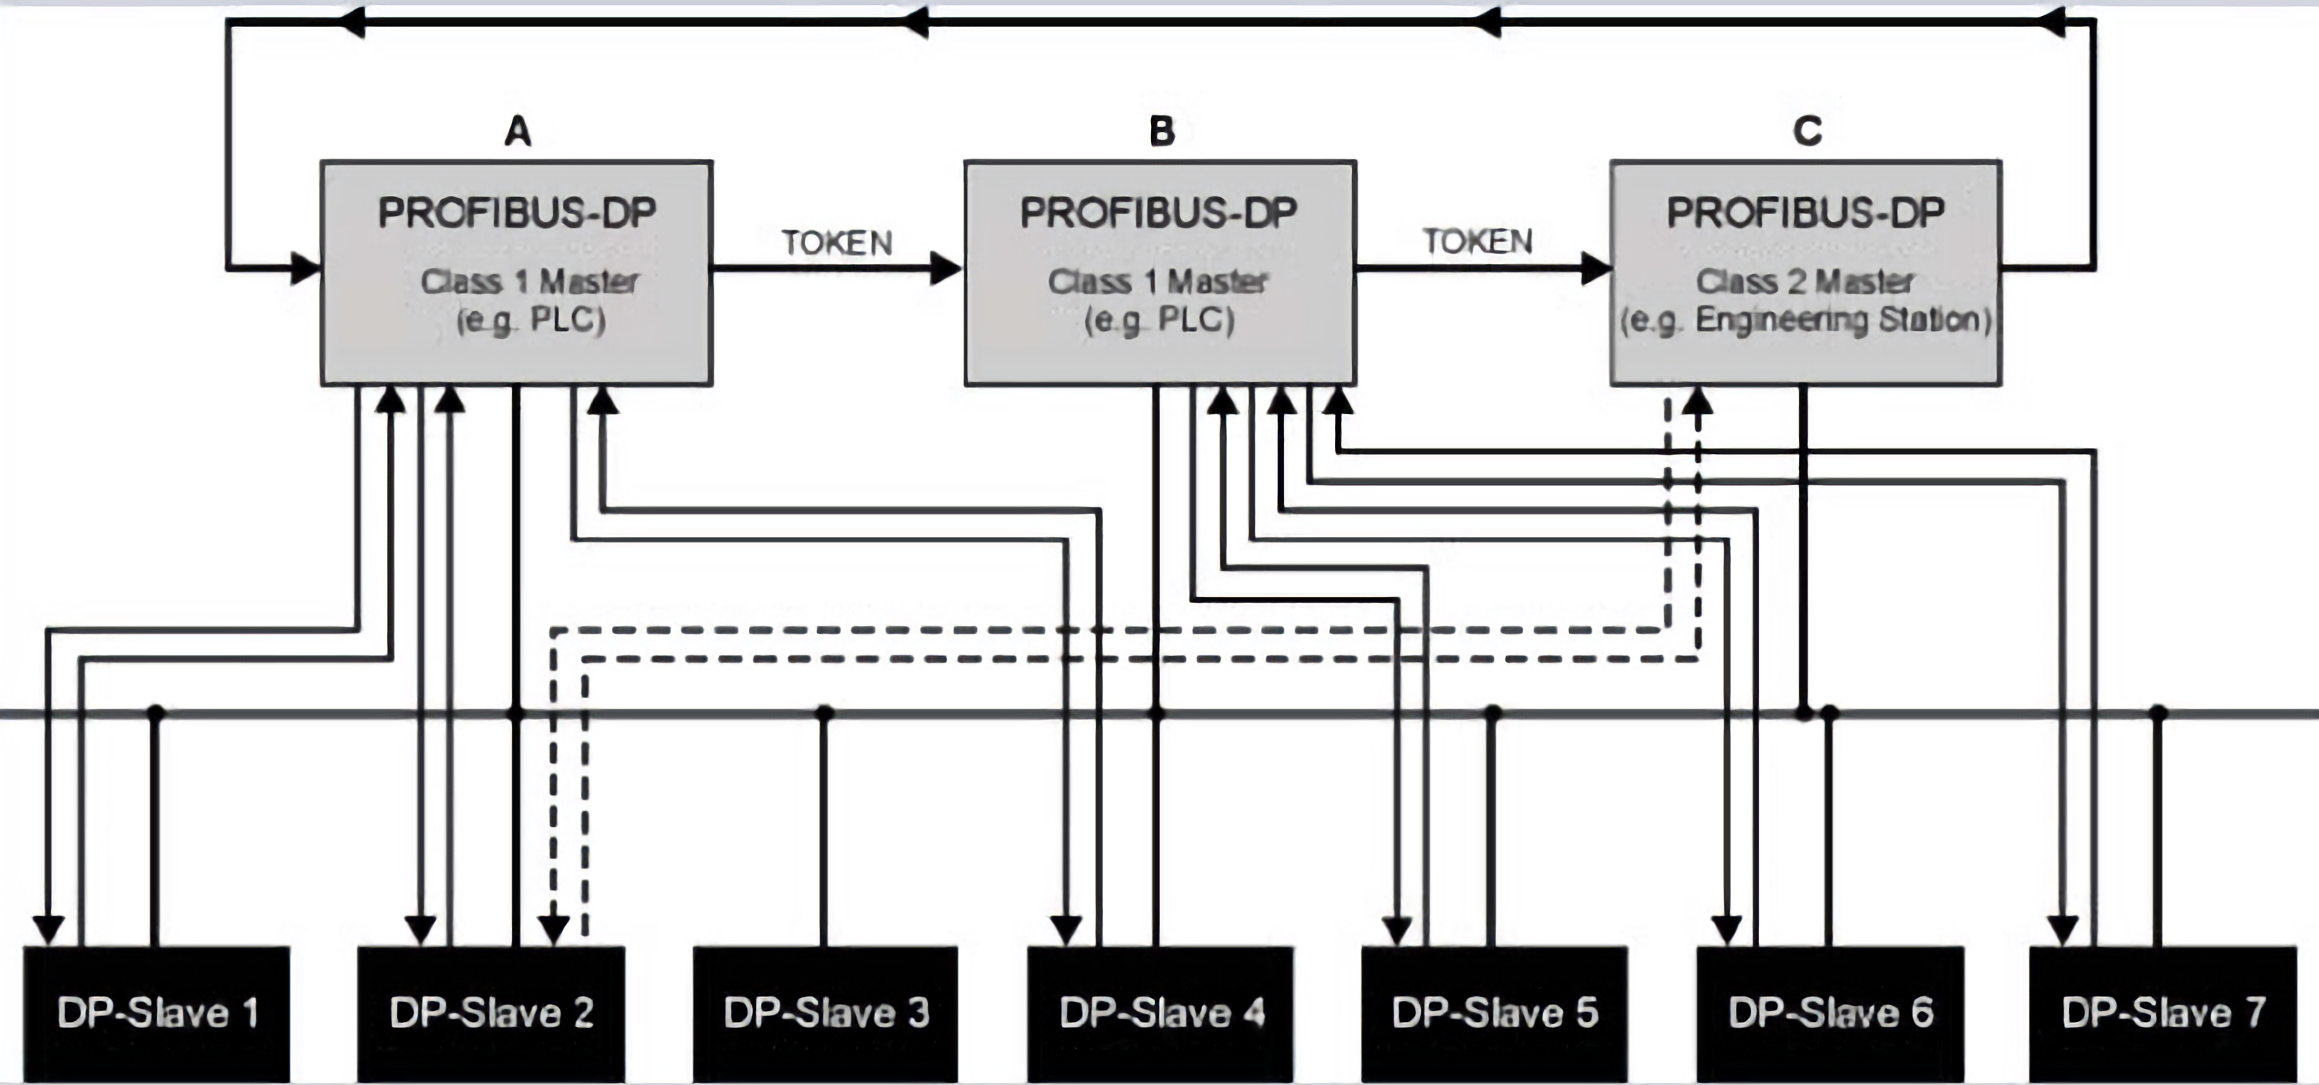 A
B
C
PROFIBUS-DP
Class 1 Master
(e.g. PLC)
TOKEN
PROFIBUS-DP
Class 1 Master
(e.g. PLC)
TOKEN
PROFIBUS-DP
Class 2 Master
(e.g. Engineering Station)
DP-Slave 1
DP-Slave 2
DP-Slave 3
DP-Slave 4
DP-Slave 5
DP-Slave 6
DP-Slave 7